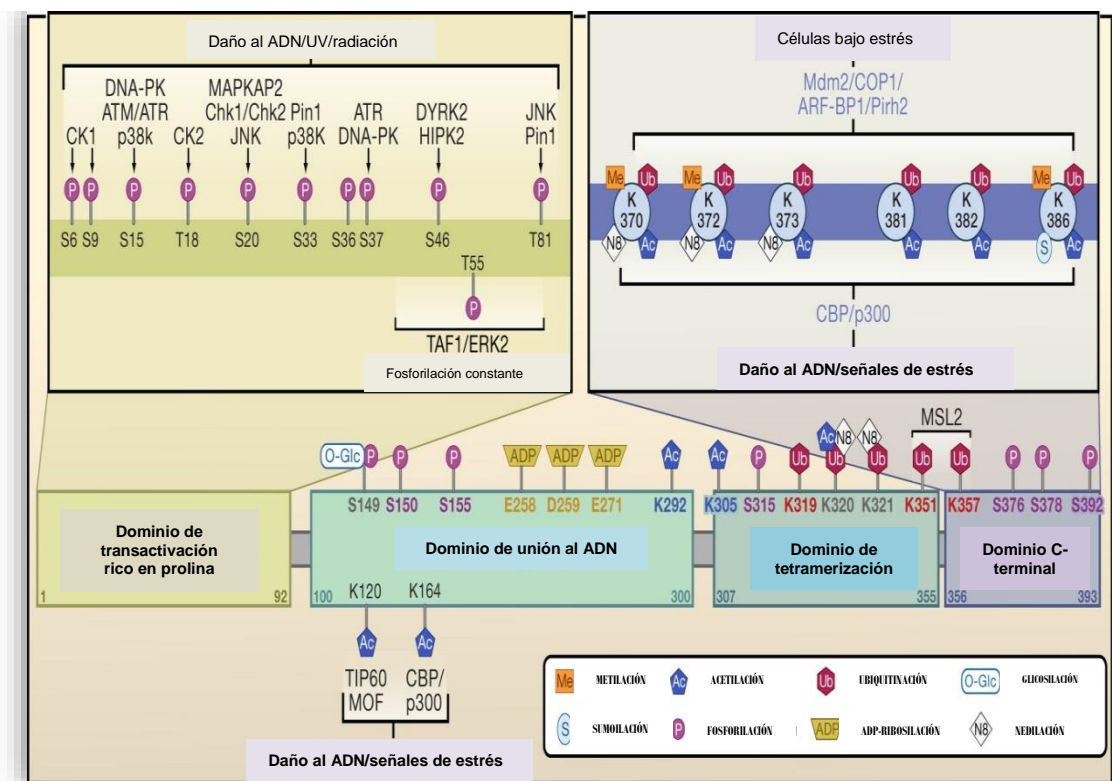 Daño al ADN/UV/radiación
DNA-PK MAPKAP2
ATM/ATR Chk1/Chk2 Pin1 ATR DYRK2 JNK
CK1 p38k CK2 JNK p38K DNA-PK HIPK2 Pin1
P P P P P P P P P P
S6 S9 S15 T18 S20 S33 S36 S37 S46 T81
T55
P
TAF1/ERK2
Fosforilación constante
Células bajo estrés
Mdm2/COP1/
ARF-BP1/Pirh2
Me Ub Me Ub Ub Ub Ub Me Ub
K K K K K K
370 372 373 381 382 386
N8 Ac N8 Ac N8 Ac Ac Ac S Ac
CBP/p300
Daño al ADN/señales de estrés
MSL2
O-Glc P P P ADP ADP ADP Ac Ac P Ub Ac N8 Ub N8 Ub Ub Ub P P P
S149 S150 S155 E258 D259 E271 K292 K305 S315 K319 K320 K321 K351 K357 S376 S378 S392
Dominio de
transactivación
rico en prolina
Dominio de unión al ADN
Dominio de
tetramerización
Dominio C-
terminal
1 92 100 300 307 355 356 393
K120 K164
Ac Ac
TIP60 CBP/
MOF p300
Daño al ADN/señales de estrés
Me METILACIÓN Ac ACETILACIÓN Ub UBIQUITINACIÓN O-Glc GLICOSILACIÓN
S SUMOILACIÓN P FOSFORILACIÓN ADP ADP-RIBOSILACIÓN N8 NEDILACIÓN